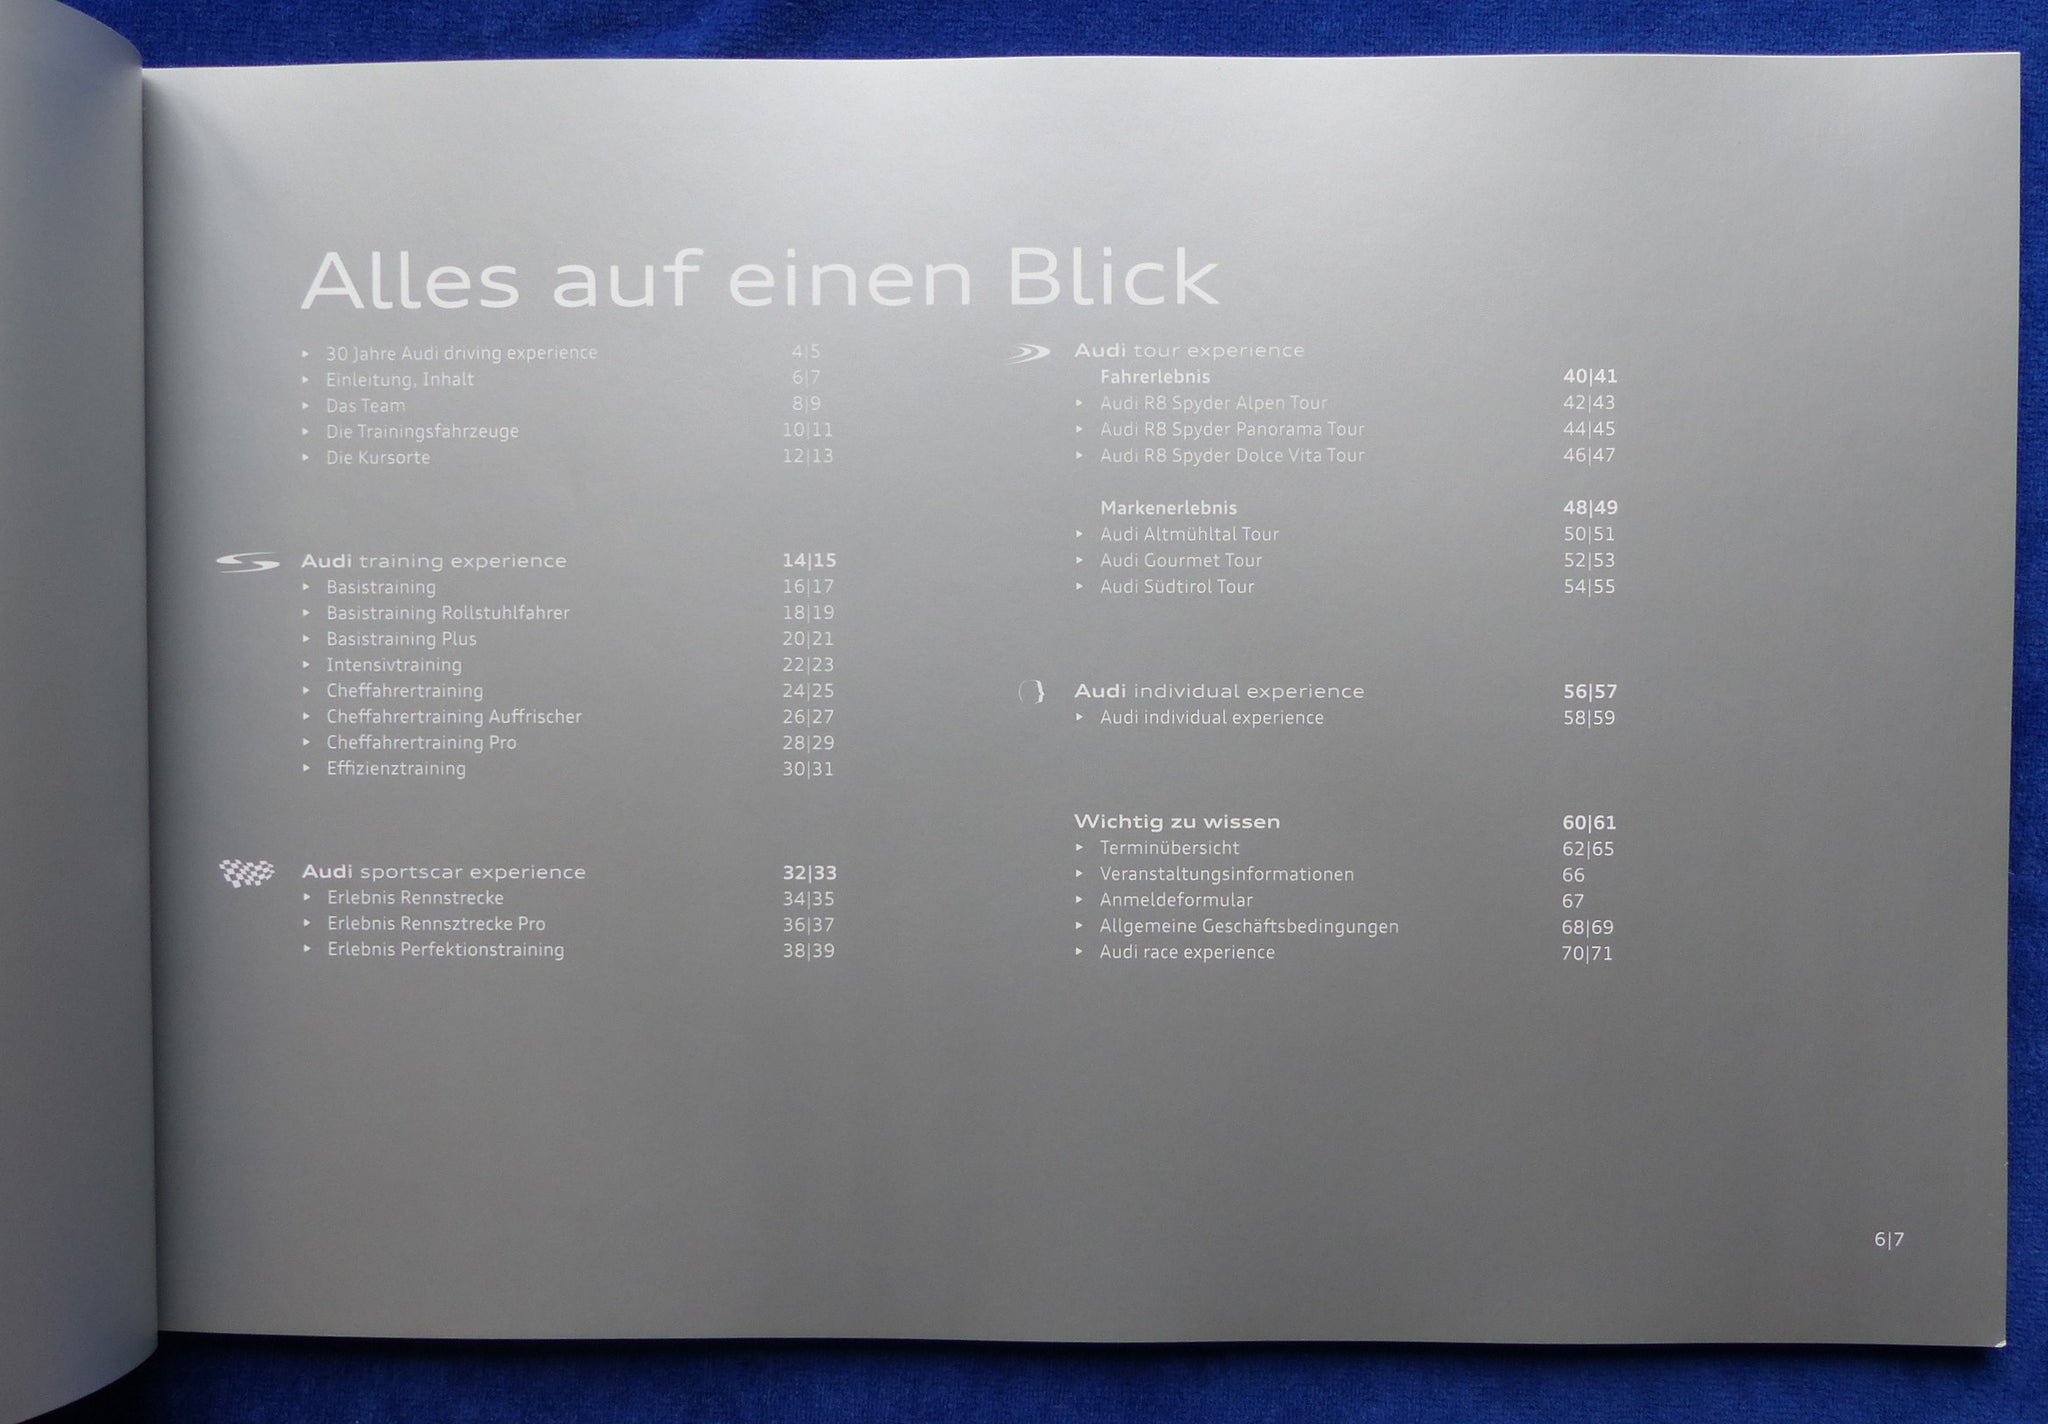 Alles auf einen Blick
30 Jahre Audi driving experience 4|5
Einleitung, Inhalt 6|7
Das Team 8|9
Die Trainingsfahrzeuge 10|11
Die Kursorte 12|13
Audi training experience 14|15
Basistraining 16|17
Basistraining Rollstuhlfahrer 18|19
Basistraining Plus 20|21
Intensivtraining 22|23
Cheffahrertraining 24|25
Cheffahrertraining Auffrischer 26|27
Cheffahrertraining Pro 28|29
Effizienztraining 30|31
Audi sportscar experience 32|33
Erlebnis Rennstrecke 34|35
Erlebnis Rennsztrecke Pro 36|37
Erlebnis Perfektionstraining 38|39
Audi tour experience
Fahrerlebnis 40|41
Audi R8 Spyder Alpen Tour 42|43
Audi R8 Spyder Panorama Tour 44|45
Audi R8 Spyder Dolce Vita Tour 46|47
Markenerlebnis 48|49
Audi Altmühltal Tour 50|51
Audi Gourmet Tour 52|53
Audi Südtirol Tour 54|55
Audi individual experience 56|57
Audi individual experience 58|59
Wichtig zu wissen 60|61
Terminübersicht 62|65
Veranstaltungsinformationen 66
Anmeldeformular 67
Allgemeine Geschäftsbedingungen 68|69
Audi race experience 70|71
6|7